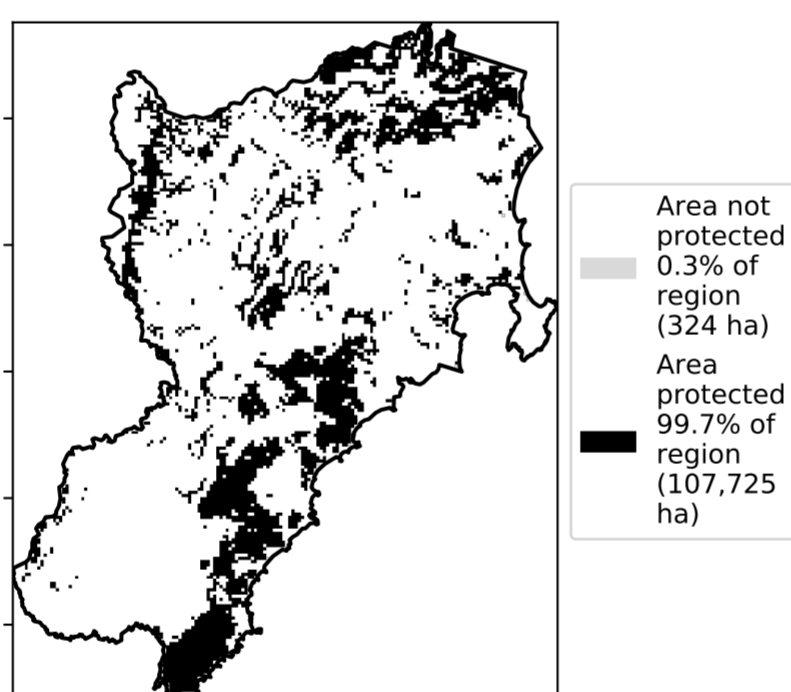 Area not
protected
0.3% of
region
(324 ha)
Area
protected
99.7% of
region
(107,725
ha)